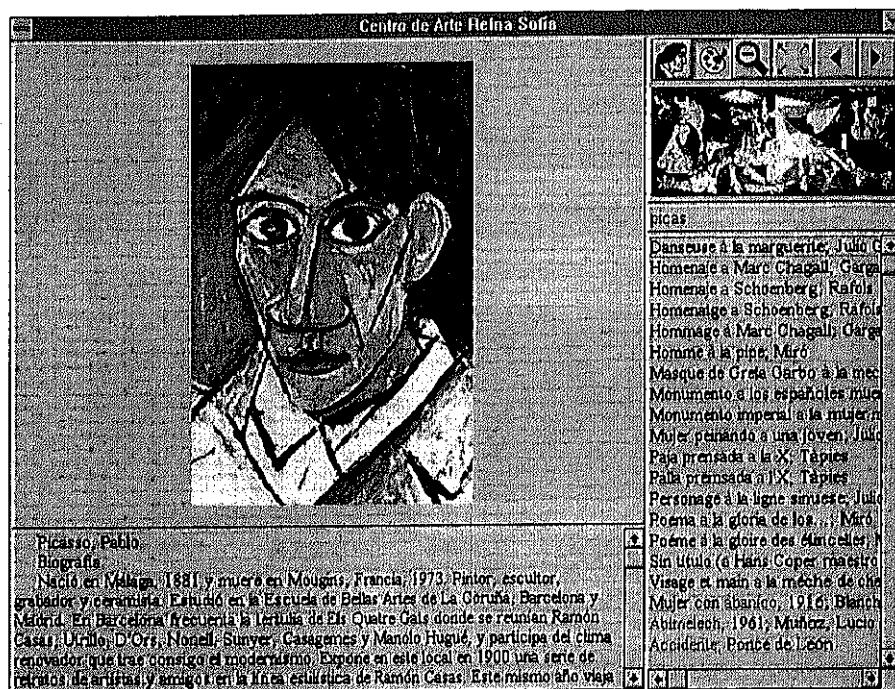 Centro de Arte Reina Sofía
picas
Danseuse à la marguerite; Julio G
Homenaje a Marc Chagall; Garga
Homenaje a Schoenberg; Ràfols
Homenatge a Schoenberg; Ràfols
Hommage à Marc Chagall; Garga
Homme à la pipe; Miró
Masque de Greta Garbo à la mèc
Monumento a los españoles muer
Monumento imperial a la mujer n
Mujer peinando a una joven; Julio
Paja prensada a la X; Tàpies
Palla premsada a l'X; Tàpies
Personage à la ligne sinuese; Julio
Poema a la gloria de los...; Miró
Poème à la gloire des étincelles; M
Sin título (a Hans Coper maestro
Visage et main à la mèche de che
Mujer con abanico, 1916; Blanch
Abimelech, 1961; Muñoz, Lucio
Accidente; Ponce de León
Picasso, Pablo.
Biografía
Nació en Málaga, 1881 y muere en Mougins, Francia, 1973. Pintor, escultor,
grabador y ceramista. Estudió en la Escuela de Bellas Artes de La Coruña, Barcelona y
Madrid. En Barcelona frecuenta la tertulia de Els Quatre Gats donde se reunían Ramón
Casas, Utrillo, D'Ors, Nonell, Sunyer, Casagemes y Manolo Hugué, y participa del clima
renovador que trae consigo el modernismo. Expone en este local en 1900 una serie de
retratos de artistas y amigos en la línea estilística de Ramón Casas. Este mismo año viaja